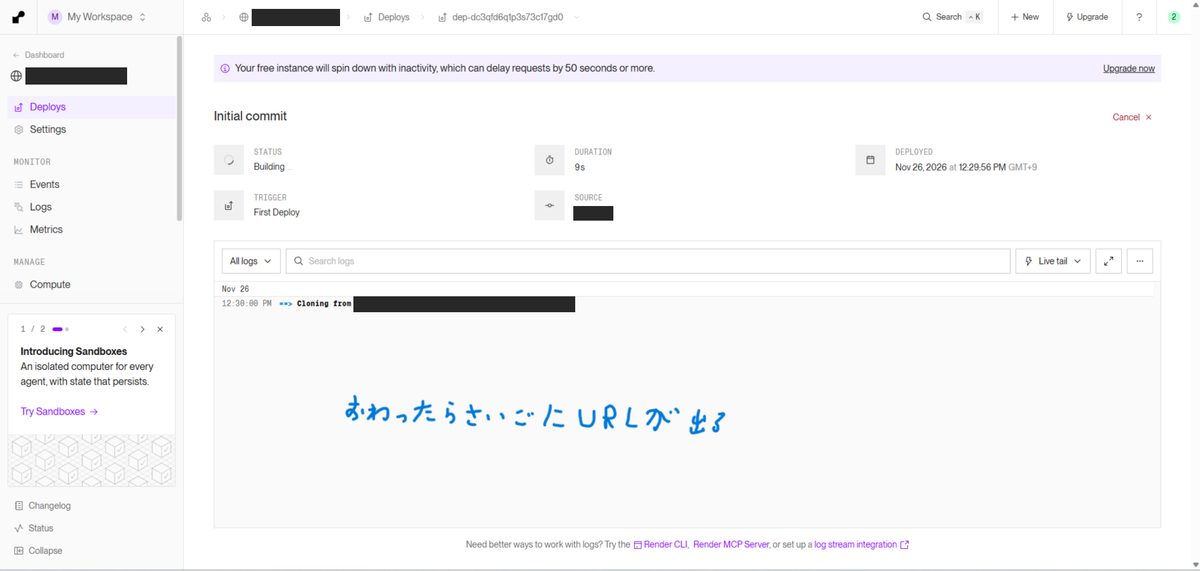 M My Workspace
Deploys
dep-dc3qfd6q1p3s73c17gd0
Search ⌃ K
+ New
Upgrade
?
2
← Dashboard
Deploys
Settings
MONITOR
Events
Logs
Metrics
MANAGE
Compute
1 / 2
Introducing Sandboxes
An isolated computer for every
agent, with state that persists.
Try Sandboxes →
Changelog
Status
Collapse
Your free instance will spin down with inactivity, which can delay requests by 50 seconds or more.
Upgrade now
Initial commit
Cancel ×
STATUS
Building
DURATION
9s
DEPLOYED
Nov 26, 2026 at 12:29:56 PM GMT+9
TRIGGER
First Deploy
SOURCE
All logs
Search logs
Live tail
...
Nov 26
12:30:00 PM ==> Cloning from
おわったらさいごにURLが出る
Need better ways to work with logs? Try the Render CLI, Render MCP Server, or set up a log stream integration